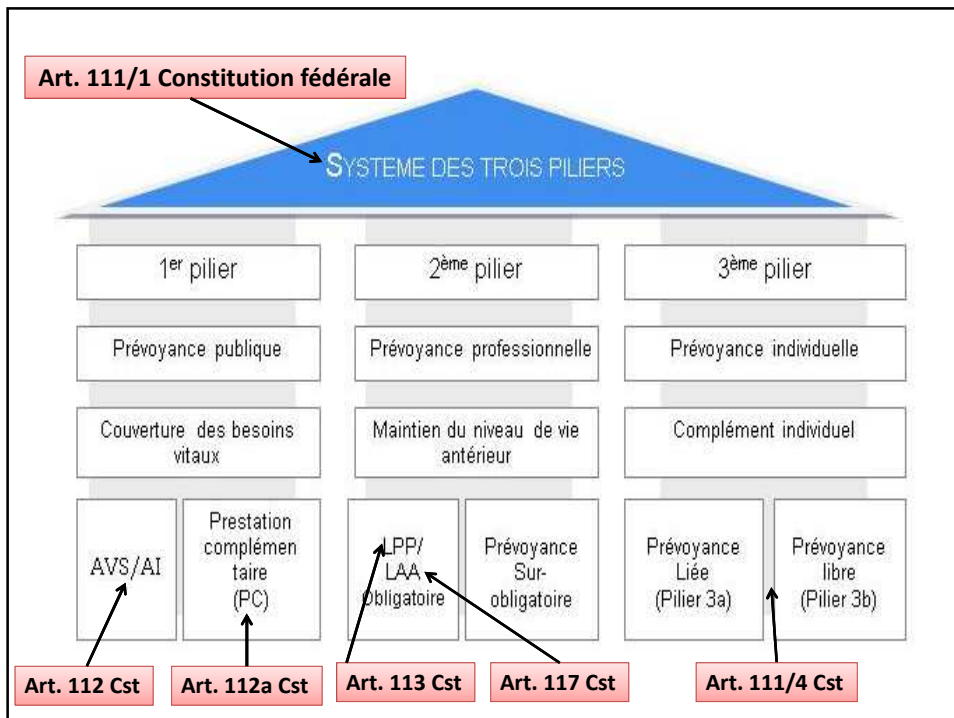 Art. 111/1 Constitution fédérale
SYSTEME DES TROIS PILIERS
1er pilier
2ème pilier
3ème pilier
Prévoyance publique
Prévoyance professionnelle
Prévoyance individuelle
Couverture des besoins
vitaux
Maintien du niveau de vie
antérieur
Complément individuel
AVS/AI
Prestation
complémen
taire
(PC)
LPP/
LAA
Obligatoire
Prévoyance
Sur-
obligatoire
Prévoyance
Liée
(Pilier 3a)
Prévoyance
libre
(Pilier 3b)
Art. 112 Cst
Art. 112a Cst
Art. 113 Cst
Art. 117 Cst
Art. 111/4 Cst